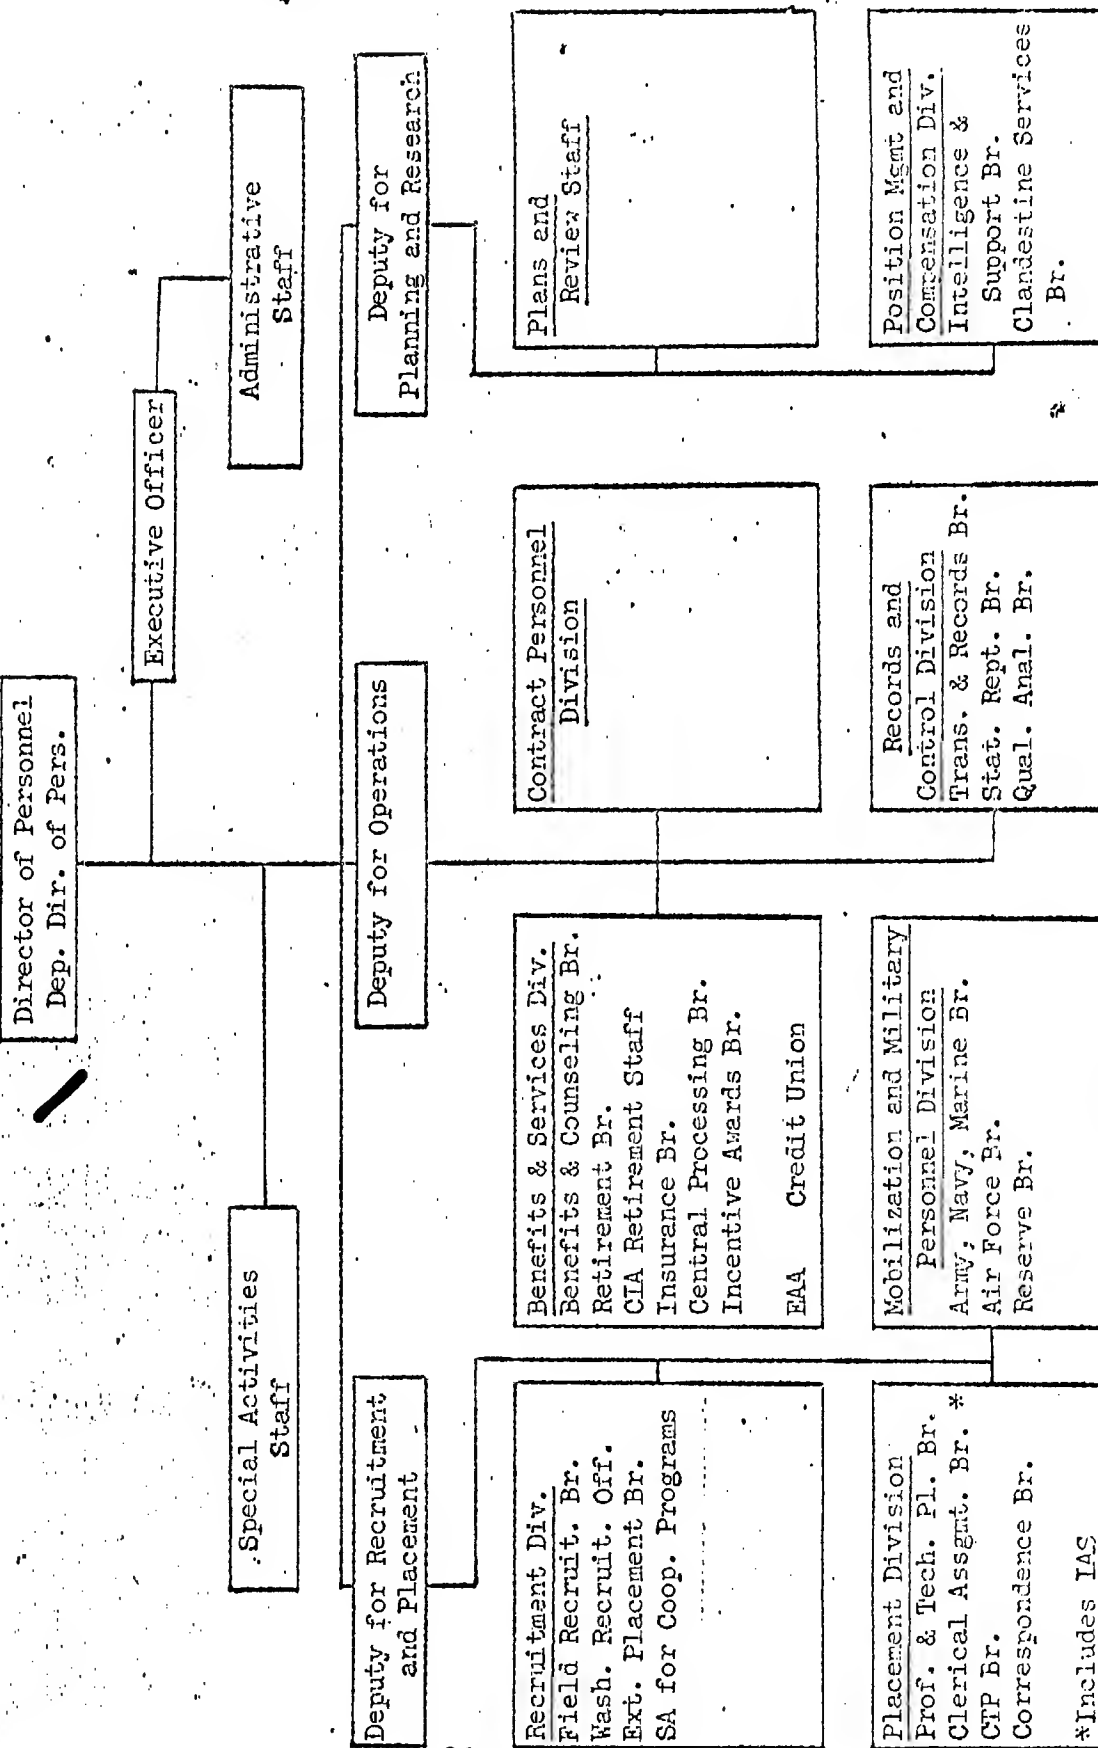 Director of Personnel
Dep. Dir. of Pers.
Executive Officer
Special Activities
Staff
Administrative
Staff
Deputy for Recruitment
and Placement
Deputy for Operations
Deputy for
Planning and Research
Recruitment Div.
Field Recruit. Br.
Wash. Recruit. Off.
Ext. Placement Br.
SA for Coop. Programs
Benefits & Services Div.
Benefits & Counseling Br.
Retirement Br.
CIA Retirement Staff
Insurance Br.
Central Processing Br.
Incentive Awards Br.
EAA Credit Union
Contract Personnel
Division
Plans and
Review Staff
Placement Division
Prof. & Tech. Pl. Br.
Clerical Assgmt. Br. *
CTP Br.
Correspondence Br.
*Includes IAS
Mobilization and Military
Personnel Division
Army, Navy, Marine Br.
Air Force Br.
Reserve Br.
Records and
Control Division
Trans. & Records Br.
Stat. Rept. Br.
Qual. Anal. Br.
Position Mgmt and
Compensation Div.
Intelligence &
Support Br.
Clandestine Services
Br.